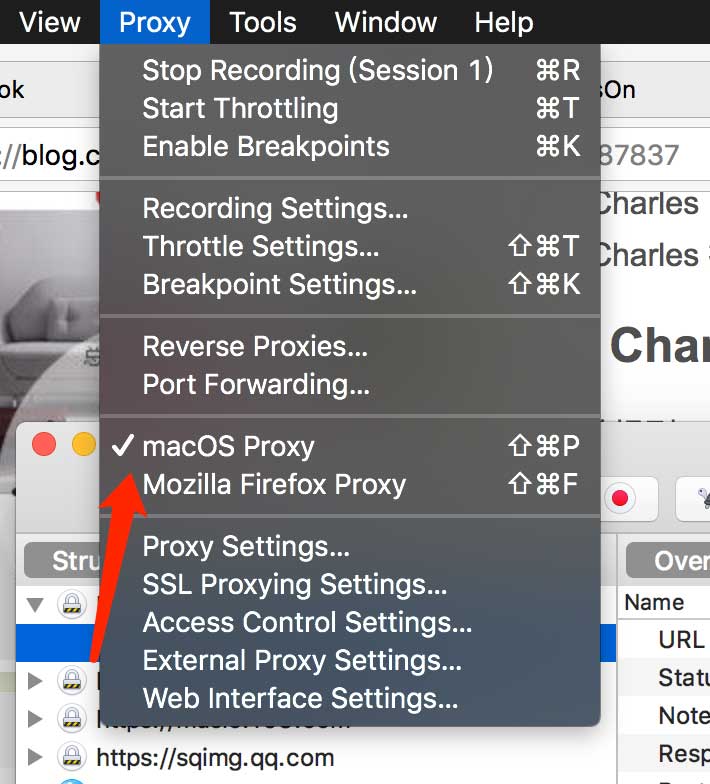 View Proxy Tools Window Help
Stop Recording (Session 1) ⌘R
Start Throttling ⌘T
Enable Breakpoints ⌘K
://blog.c 87837
Recording Settings...
Charles
Throttle Settings... ⇧⌘T
Charles
Breakpoint Settings... ⇧⌘K
Reverse Proxies...
Char
Port Forwarding...
macOS Proxy ⇧⌘P
Mozilla Firefox Proxy ⇧⌘F
Proxy Settings...
Stru Over
SSL Proxying Settings...
Name
Access Control Settings...
URL
External Proxy Settings...
Statu
Web Interface Settings...
Note
Resp
https://sqimg.qq.com